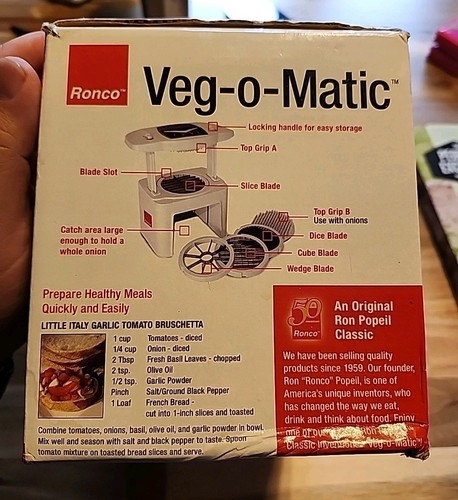 Ronco™
Veg-o-Matic™
Locking handle for easy storage
Top Grip A
Blade Slot
Slice Blade
Top Grip B
Use with onions
Dice Blade
Catch area large
enough to hold a
whole onion
Cube Blade
Wedge Blade
Prepare Healthy Meals
Quickly and Easily
LITTLE ITALY GARLIC TOMATO BRUSCHETTA
1 cup Tomatoes - diced
1/4 cup Onion - diced
2 Tbsp Fresh Basil Leaves - chopped
2 tsp. Olive Oil
1/2 tsp. Garlic Powder
Pinch Salt/Ground Black Pepper
1 Loaf French Bread -
cut into 1-inch slices and toasted
Combine tomatoes, onions, basil, olive oil, and garlic powder in bowl.
Mix well and season with salt and black pepper to taste. Spoon
tomato mixture on toasted bread slices and serve.
50
Ronco
An Original
Ron Popeil
Classic
We have been selling quality
products since 1959. Our founder,
Ron "Ronco" Popeil, is one of
America's unique inventors, who
has changed the way we eat,
drink and think about food. Enjoy
one of our
Classic Inventions - "Veg-o-Matic"!